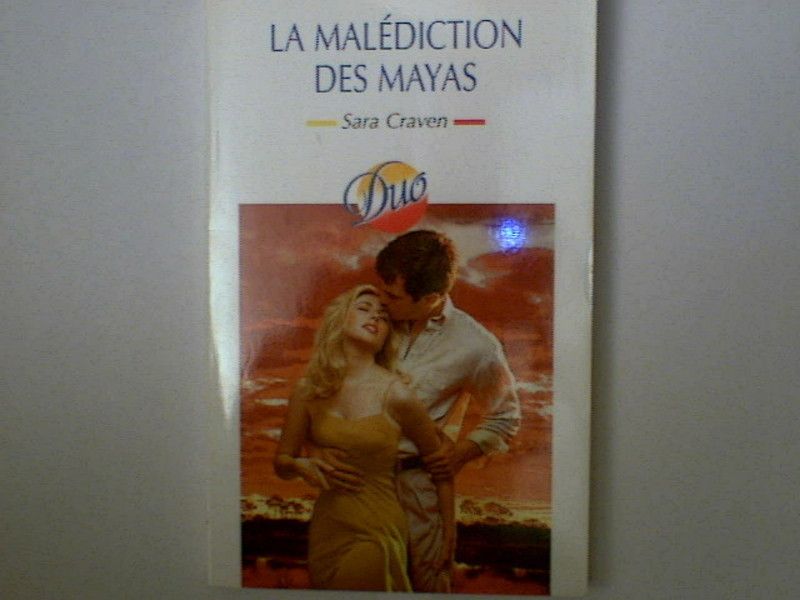 LA MALÉDICTION
DES MAYAS
Sara Craven
Duo